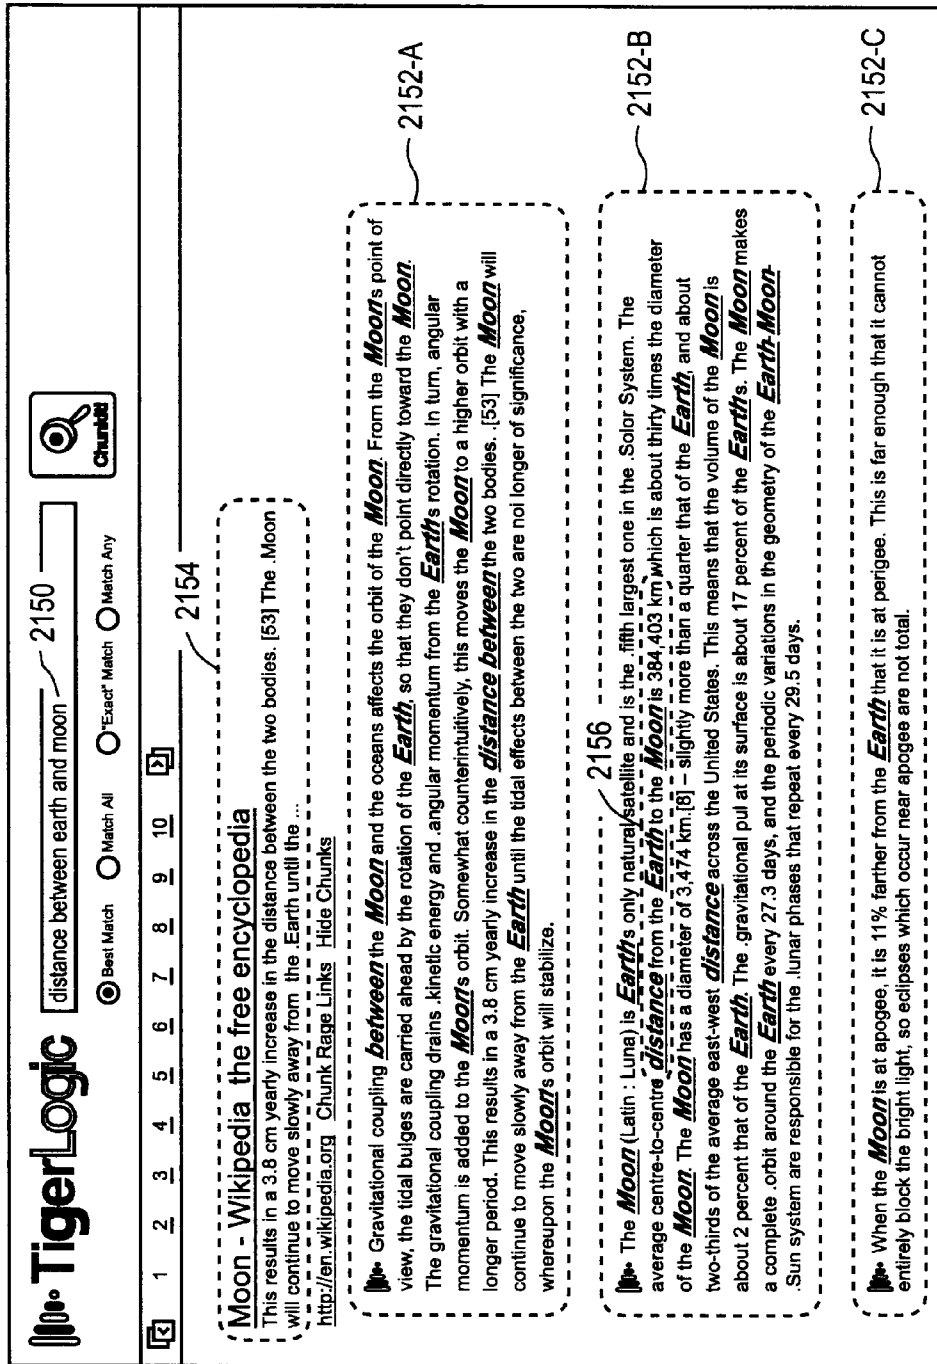 TigerLogic
distance between earth and moon
2150
Best Match Match All "Exact" Match Match Any
Chunkit!
1 2 3 4 5 6 7 8 9 10
2154
Moon - Wikipedia the free encyclopedia
This results in a 3.8 cm yearly increase in the distance between the two bodies. [53] The .Moon
will continue to move slowly away from the .Earth until the ...
http://en.wikipedia.org Chunk Rage Links Hide Chunks
2152-A
Gravitational coupling between the Moon and the oceans affects the orbit of the Moon. From the Moon's point of
view, the tidal bulges are carried ahead by the rotation of the Earth, so that they don't point directly toward the Moon.
The gravitational coupling drains .kinetic energy and .angular momentum from the Earth's rotation. In turn, angular
momentum is added to the Moon's orbit. Somewhat counterintuitively, this moves the Moon to a higher orbit with a
longer period. This results in a 3.8 cm yearly increase in the distance between the two bodies. .[53] The Moon will
continue to move slowly away from the Earth until the tidal effects between the two are nol longer of significance,
whereupon the Moon's orbit will stabilize.
2156
2152-B
The Moon (Latin : Luna) is Earth's only natural satellite and is the .fifth largest one in the .Solor System. The
average centre-to-centre distance from the Earth to the Moon is 384,403 km which is about thirty times the diameter
of the Moon. The Moon has a diameter of 3,474 km.[8] – slightly more than a quarter that of the Earth, and about
two-thirds of the average east-west distance across the United States. This means that the volume of the Moon is
about 2 percent that of the Earth. The .gravitational pul at its surface is about 17 percent of the Earth's. The Moon makes
a complete .orbit around the Earth every 27.3 days, and the periodic variations in the geometry of the Earth-Moon-
.Sun system are responsible for the .lunar phases that repeat every 29.5 days.
2152-C
When the Moon is at apogee, it is 11% farther from the Earth that it is at perigee. This is far enough that it cannot
entirely block the bright light, so eclipses which occur near apogee are not total.